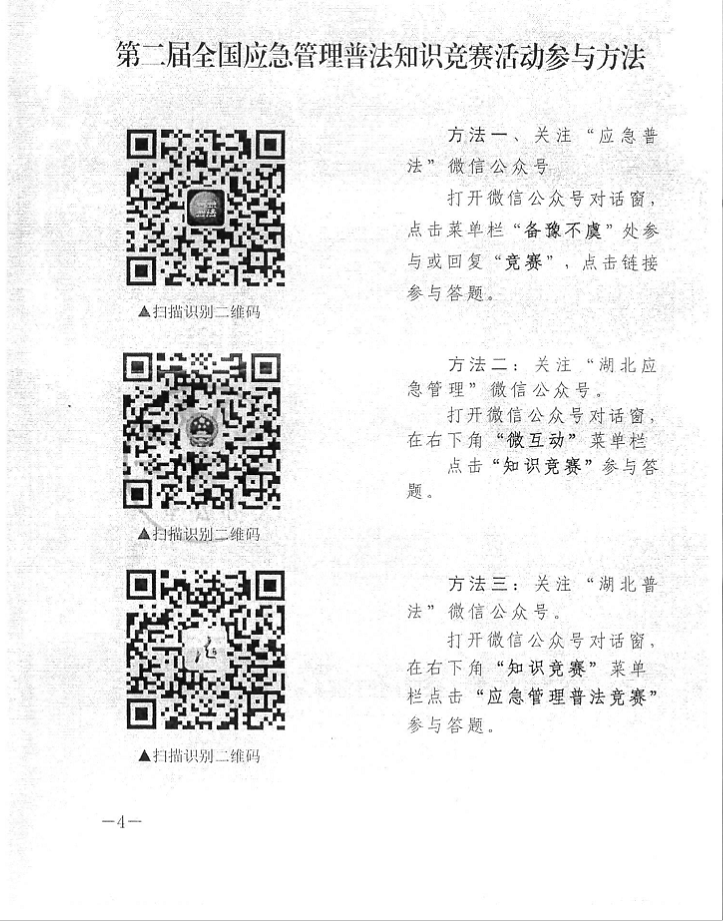 第二届全国应急管理普法知识竞赛活动参与方法
方法一、关注“应急普
法”微信公众号
打开微信公众号对话窗，
点击菜单栏“备豫不虞”处参
与或回复“竞赛”，点击链接
参与答题。
▲扫描识别二维码
方法二：关注“湖北应
急管理”微信公众号。
打开微信公众号对话窗，
在右下角“微互动”菜单栏
点击“知识竞赛”参与答
题。
▲扫描识别二维码
方法三：关注“湖北普
法”微信公众号。
打开微信公众号对话窗，
在右下角“知识竞赛”菜单
栏点击“应急管理普法竞赛”
参与答题。
▲扫描识别二维码
—4—